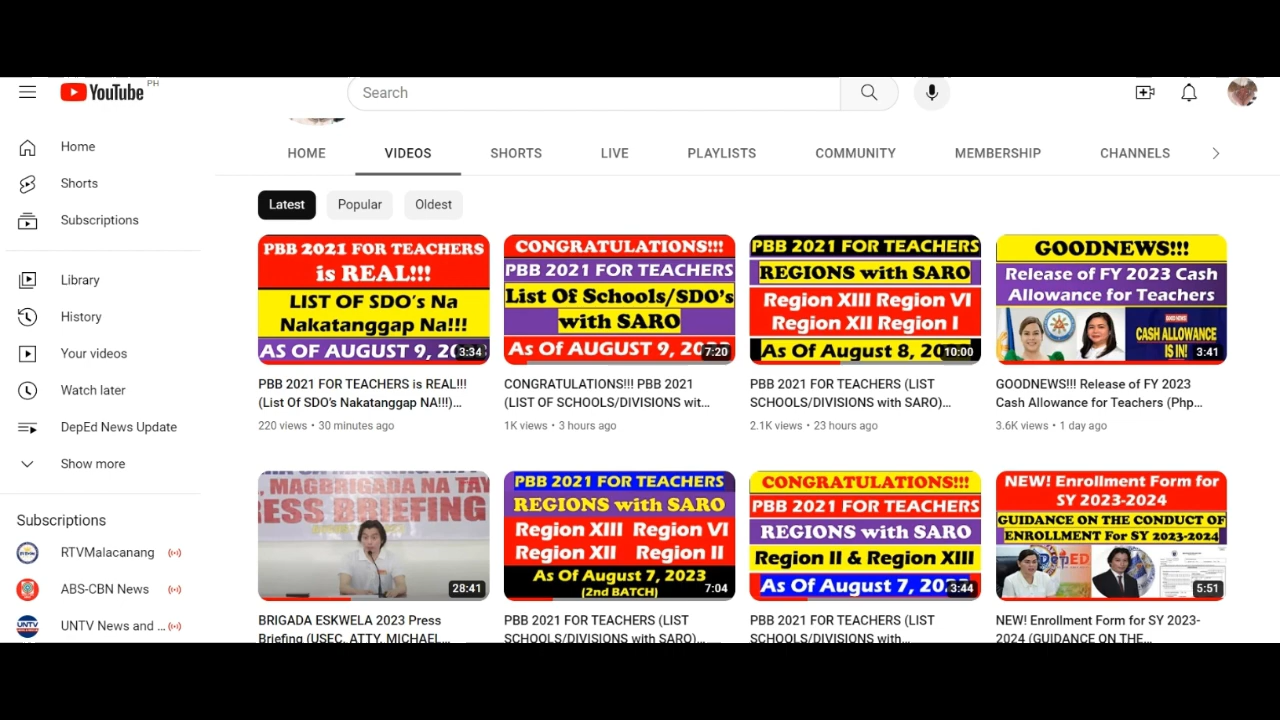 YouTube PH
Search
Home
Shorts
Subscriptions
Library
History
Your videos
Watch later
DepEd News Update
Show more
Subscriptions
RTVMalacanang
ABS-CBN News
UNTV News and ...
HOME VIDEOS SHORTS LIVE PLAYLISTS COMMUNITY MEMBERSHIP CHANNELS
Latest Popular Oldest
PBB 2021 FOR TEACHERS
is REAL!!!
LIST OF SDO's Na
Nakatanggap Na!!!
AS OF AUGUST 9, 20
3:34
PBB 2021 FOR TEACHERS is REAL!!!
(List Of SDO's Nakatanggap NA!!!)...
220 views • 30 minutes ago
CONGRATULATIONS!!!
PBB 2021 FOR TEACHERS
List Of Schools/SDO's
with SARO
AS OF AUGUST 9, 202
7:20
CONGRATULATIONS!!! PBB 2021
(LIST OF SCHOOLS/DIVISIONS wit...
1K views • 3 hours ago
PBB 2021 FOR TEACHERS
REGIONS with SARO
Region XIII Region VI
Region XII Region I
As Of August 8, 20
10:00
PBB 2021 FOR TEACHERS (LIST
SCHOOLS/DIVISIONS with SARO)...
2.1K views • 23 hours ago
GOODNEWS!!!
Release of FY 2023 Cash
Allowance for Teachers
CASH ALLOWANCE
IS IN!
3:41
GOODNEWS!!! Release of FY 2023
Cash Allowance for Teachers (Php...
3.6K views • 1 day ago
MAGBRIGADA NA TAY
ESS BRIEFING
28:41
BRIGADA ESKWELA 2023 Press
Briefing (USEC. ATTY. MICHAEL...
PBB 2021 FOR TEACHERS
REGIONS with SARO
Region XIII Region VI
Region XII Region II
As Of August 7, 2023
(2nd BATCH)
7:04
PBB 2021 FOR TEACHERS (LIST
SCHOOLS/DIVISIONS with SARO)...
CONGRATULATIONS!!!
PBB 2021 FOR TEACHERS
REGIONS with SARO
Region II & Region XIII
AS Of August 7, 202
3:44
PBB 2021 FOR TEACHERS (LIST
SCHOOLS/DIVISIONS with...
NEW! Enrollment Form for
SY 2023-2024
GUIDANCE ON THE CONDUCT OF
ENROLLMENT For SY 2023-2024
5:51
NEW! Enrollment Form for SY 2023-
2024 (GUIDANCE ON THE...